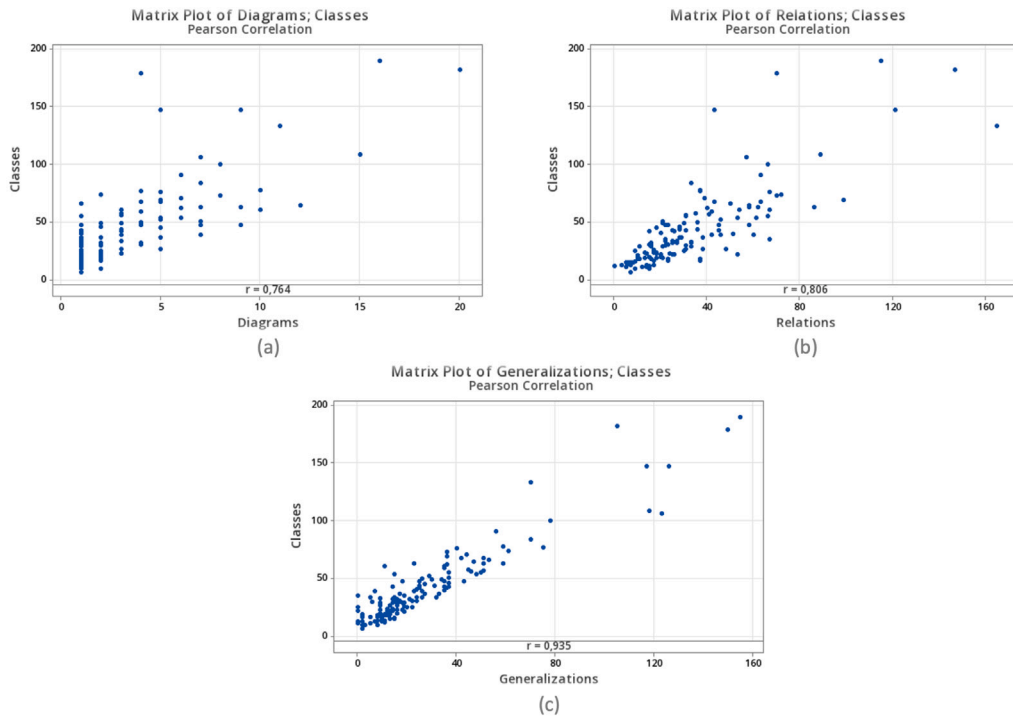 Matrix Plot of Diagrams; Classes
Pearson Correlation
200
150
100
50
0
Classes
r = 0,764
0 5 10 15 20
Diagrams
(a)
Matrix Plot of Relations; Classes
Pearson Correlation
200
150
100
50
0
Classes
r = 0,806
0 40 80 120 160
Relations
(b)
Matrix Plot of Generalizations; Classes
Pearson Correlation
200
150
100
50
0
Classes
r = 0,935
0 40 80 120 160
Generalizations
(c)